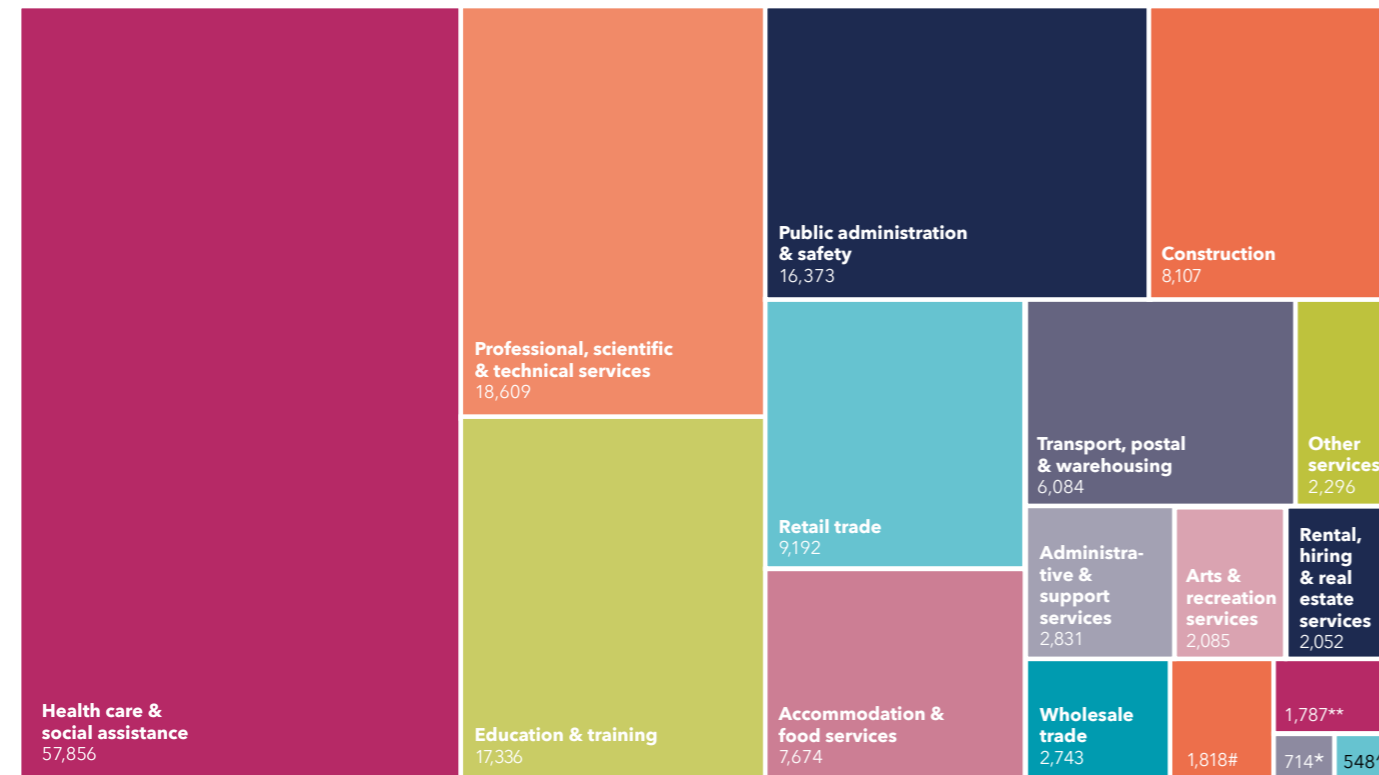 Health care &
social assistance
57,856
Professional, scientific
& technical services
18,609
Education & training
17,336
Public administration
& safety
16,373
Construction
8,107
Retail trade
9,192
Accommodation &
food services
7,674
Transport, postal
& warehousing
6,084
Other
services
2,296
Administra-
tive &
support
services
2,831
Arts &
recreation
services
2,085
Rental,
hiring
& real
estate
services
2,052
Wholesale
trade
2,743
1,818#
1,787**
714*
548^